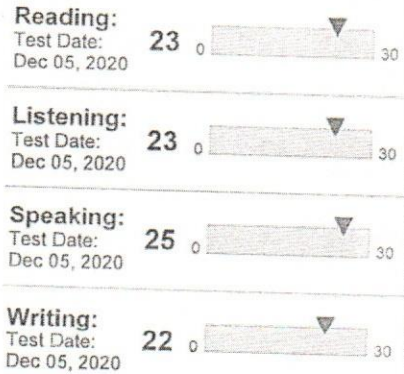 Reading:
Test Date:
Dec 05, 2020
23
0
30
Listening:
Test Date:
Dec 05, 2020
23
0
30
Speaking:
Test Date:
Dec 05, 2020
25
0
30
Writing:
Test Date:
Dec 05, 2020
22
0
30